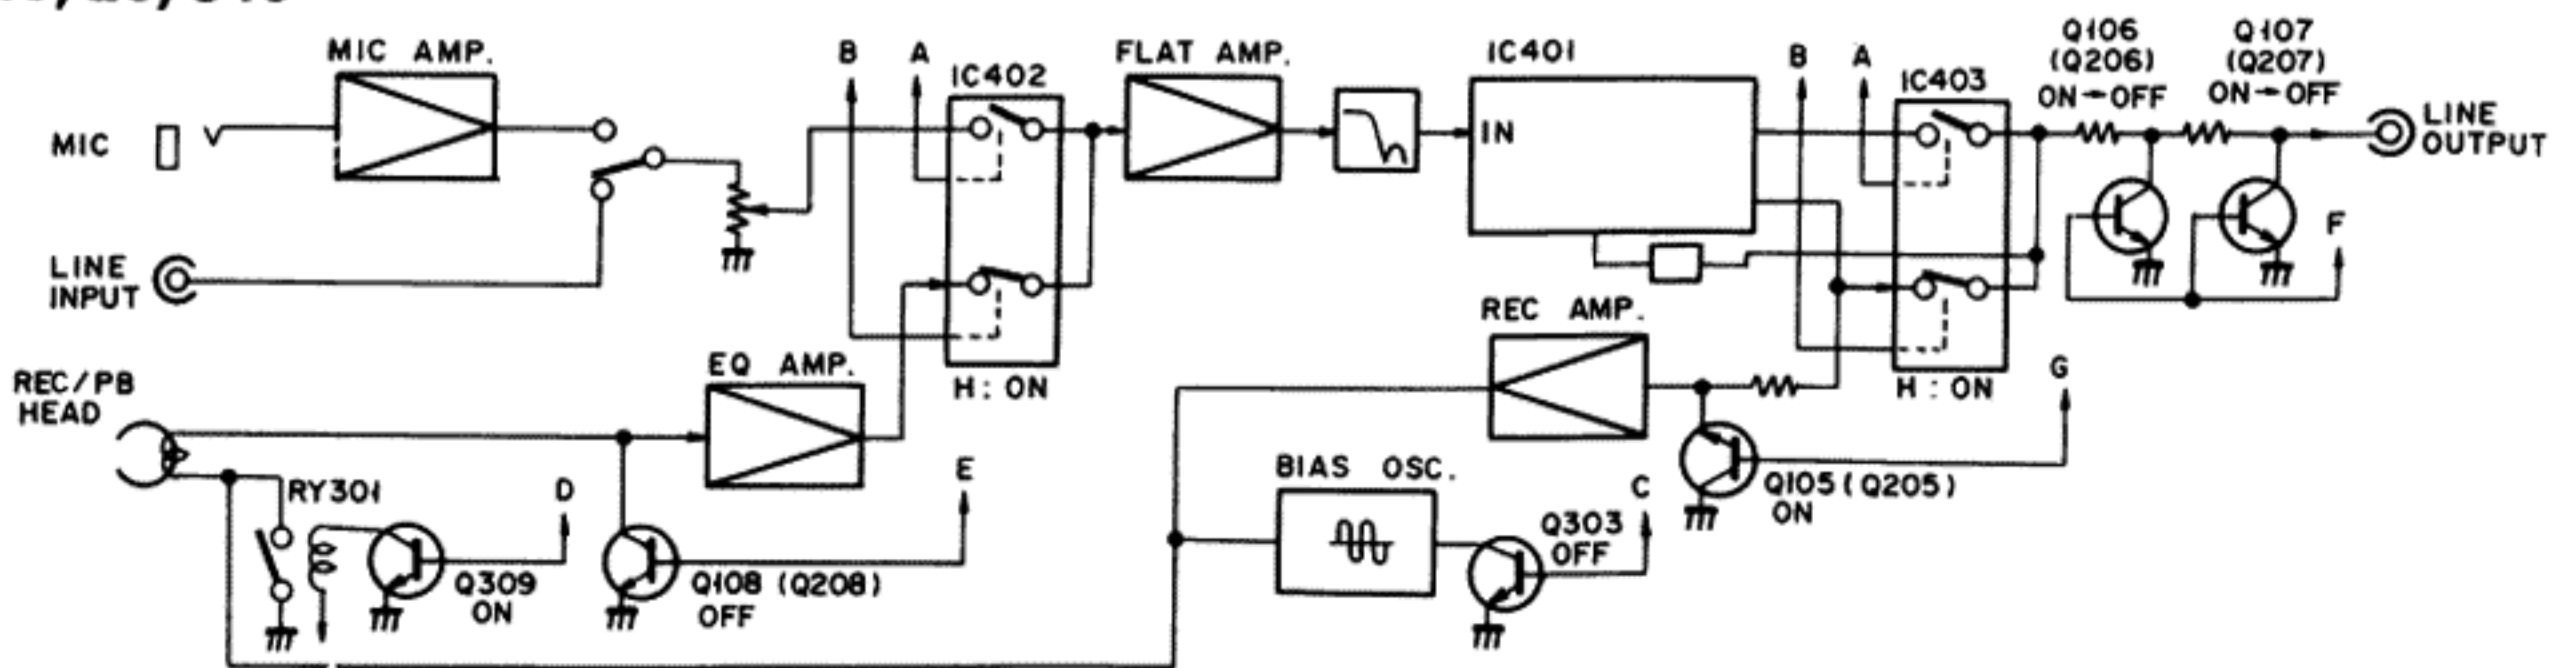 MIC AMP.
B
A
IC402
FLAT AMP.
IC401
B
A
IC403
Q106
(Q206)
ON→OFF
Q107
(Q207)
ON→OFF
MIC
IN
LINE
OUTPUT
LINE
INPUT
F
REC AMP.
EQ AMP.
H: ON
H: ON
G
REC/PB
HEAD
RY301
D
E
BIAS OSC.
C
Q105(Q205)
ON
Q303
OFF
Q309
ON
Q108 (Q208)
OFF